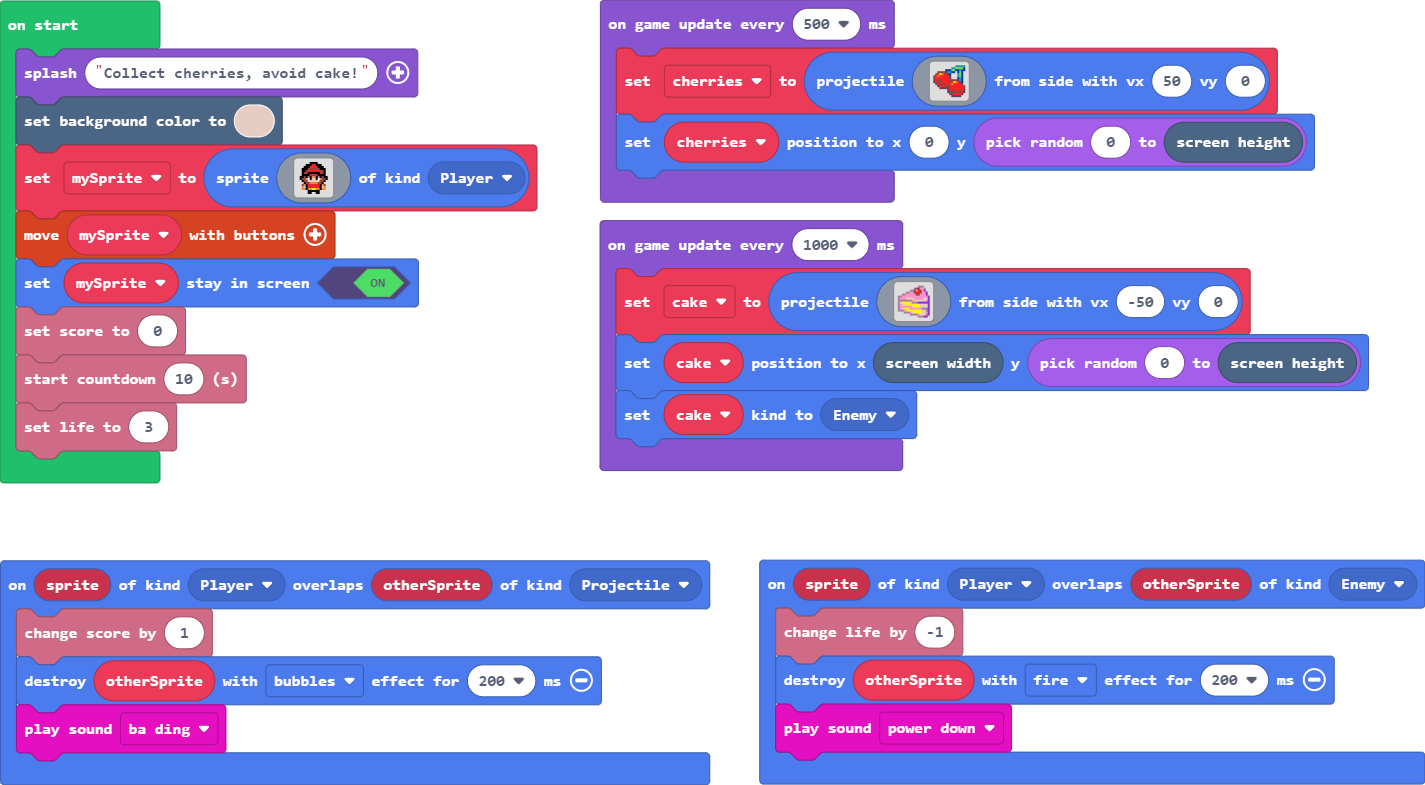 on start
splash "Collect cherries, avoid cake!"
set background color to
set mySprite to sprite of kind Player
move mySprite with buttons
set mySprite stay in screen ON
set score to 0
start countdown 10 (s)
set life to 3
on game update every 500 ms
set cherries to projectile from side with vx 50 vy 0
set cherries position to x 0 y pick random 0 to screen height
on game update every 1000 ms
set cake to projectile from side with vx -50 vy 0
set cake position to x screen width y pick random 0 to screen height
set cake kind to Enemy
on sprite of kind Player overlaps otherSprite of kind Projectile
change score by 1
destroy otherSprite with bubbles effect for 200 ms
play sound ba ding
on sprite of kind Player overlaps otherSprite of kind Enemy
change life by -1
destroy otherSprite with fire effect for 200 ms
play sound power down